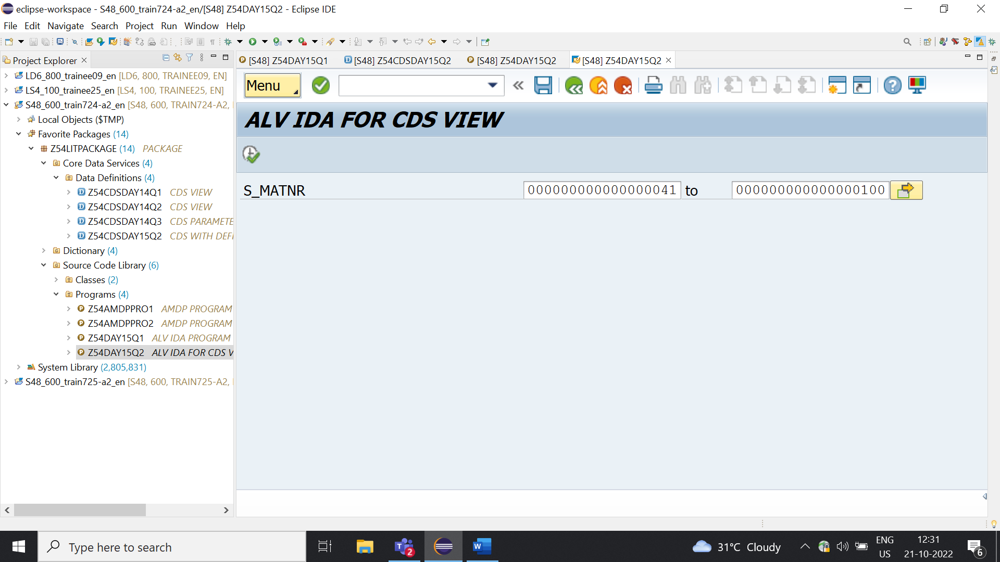 eclipse-workspace - S48_600_train724-a2_en/[S48] Z54DAY15Q2 - Eclipse IDE
File Edit Navigate Search Project Run Window Help
Project Explorer
[S48] Z54DAY15Q1
[S48] Z54CDSDAY15Q2
[S48] Z54DAY15Q2
[S48] Z54DAY15Q2
LD6_800_trainee09_en [LD6, 800, TRAINEE09, EN]
LS4_100_trainee25_en [LS4, 100, TRAINEE25, EN]
S48_600_train724-a2_en [S48, 600, TRAIN724-A2,
Local Objects ($TMP)
Favorite Packages (14)
Z54LITPACKAGE (14) PACKAGE
Core Data Services (4)
Data Definitions (4)
Z54CDSDAY14Q1 CDS VIEW
Z54CDSDAY14Q2 CDS VIEW
Z54CDSDAY14Q3 CDS PARAMETE
Z54CDSDAY15Q2 CDS WITH DEF
Dictionary (4)
Source Code Library (6)
Classes (2)
Programs (4)
Z54AMDPPRO1 AMDP PROGRAM
Z54AMDPPRO2 AMDP PROGRAM
Z54DAY15Q1 ALV IDA PROGRAM
Z54DAY15Q2 ALV IDA FOR CDS V
System Library (2,805,831)
S48_600_train725-a2_en [S48, 600, TRAIN725-A2,
Menu
ALV IDA FOR CDS VIEW
S_MATNR 000000000000000041 to 000000000000000100
Type here to search
31°C Cloudy
ENG
US
12:31
21-10-2022
6
2